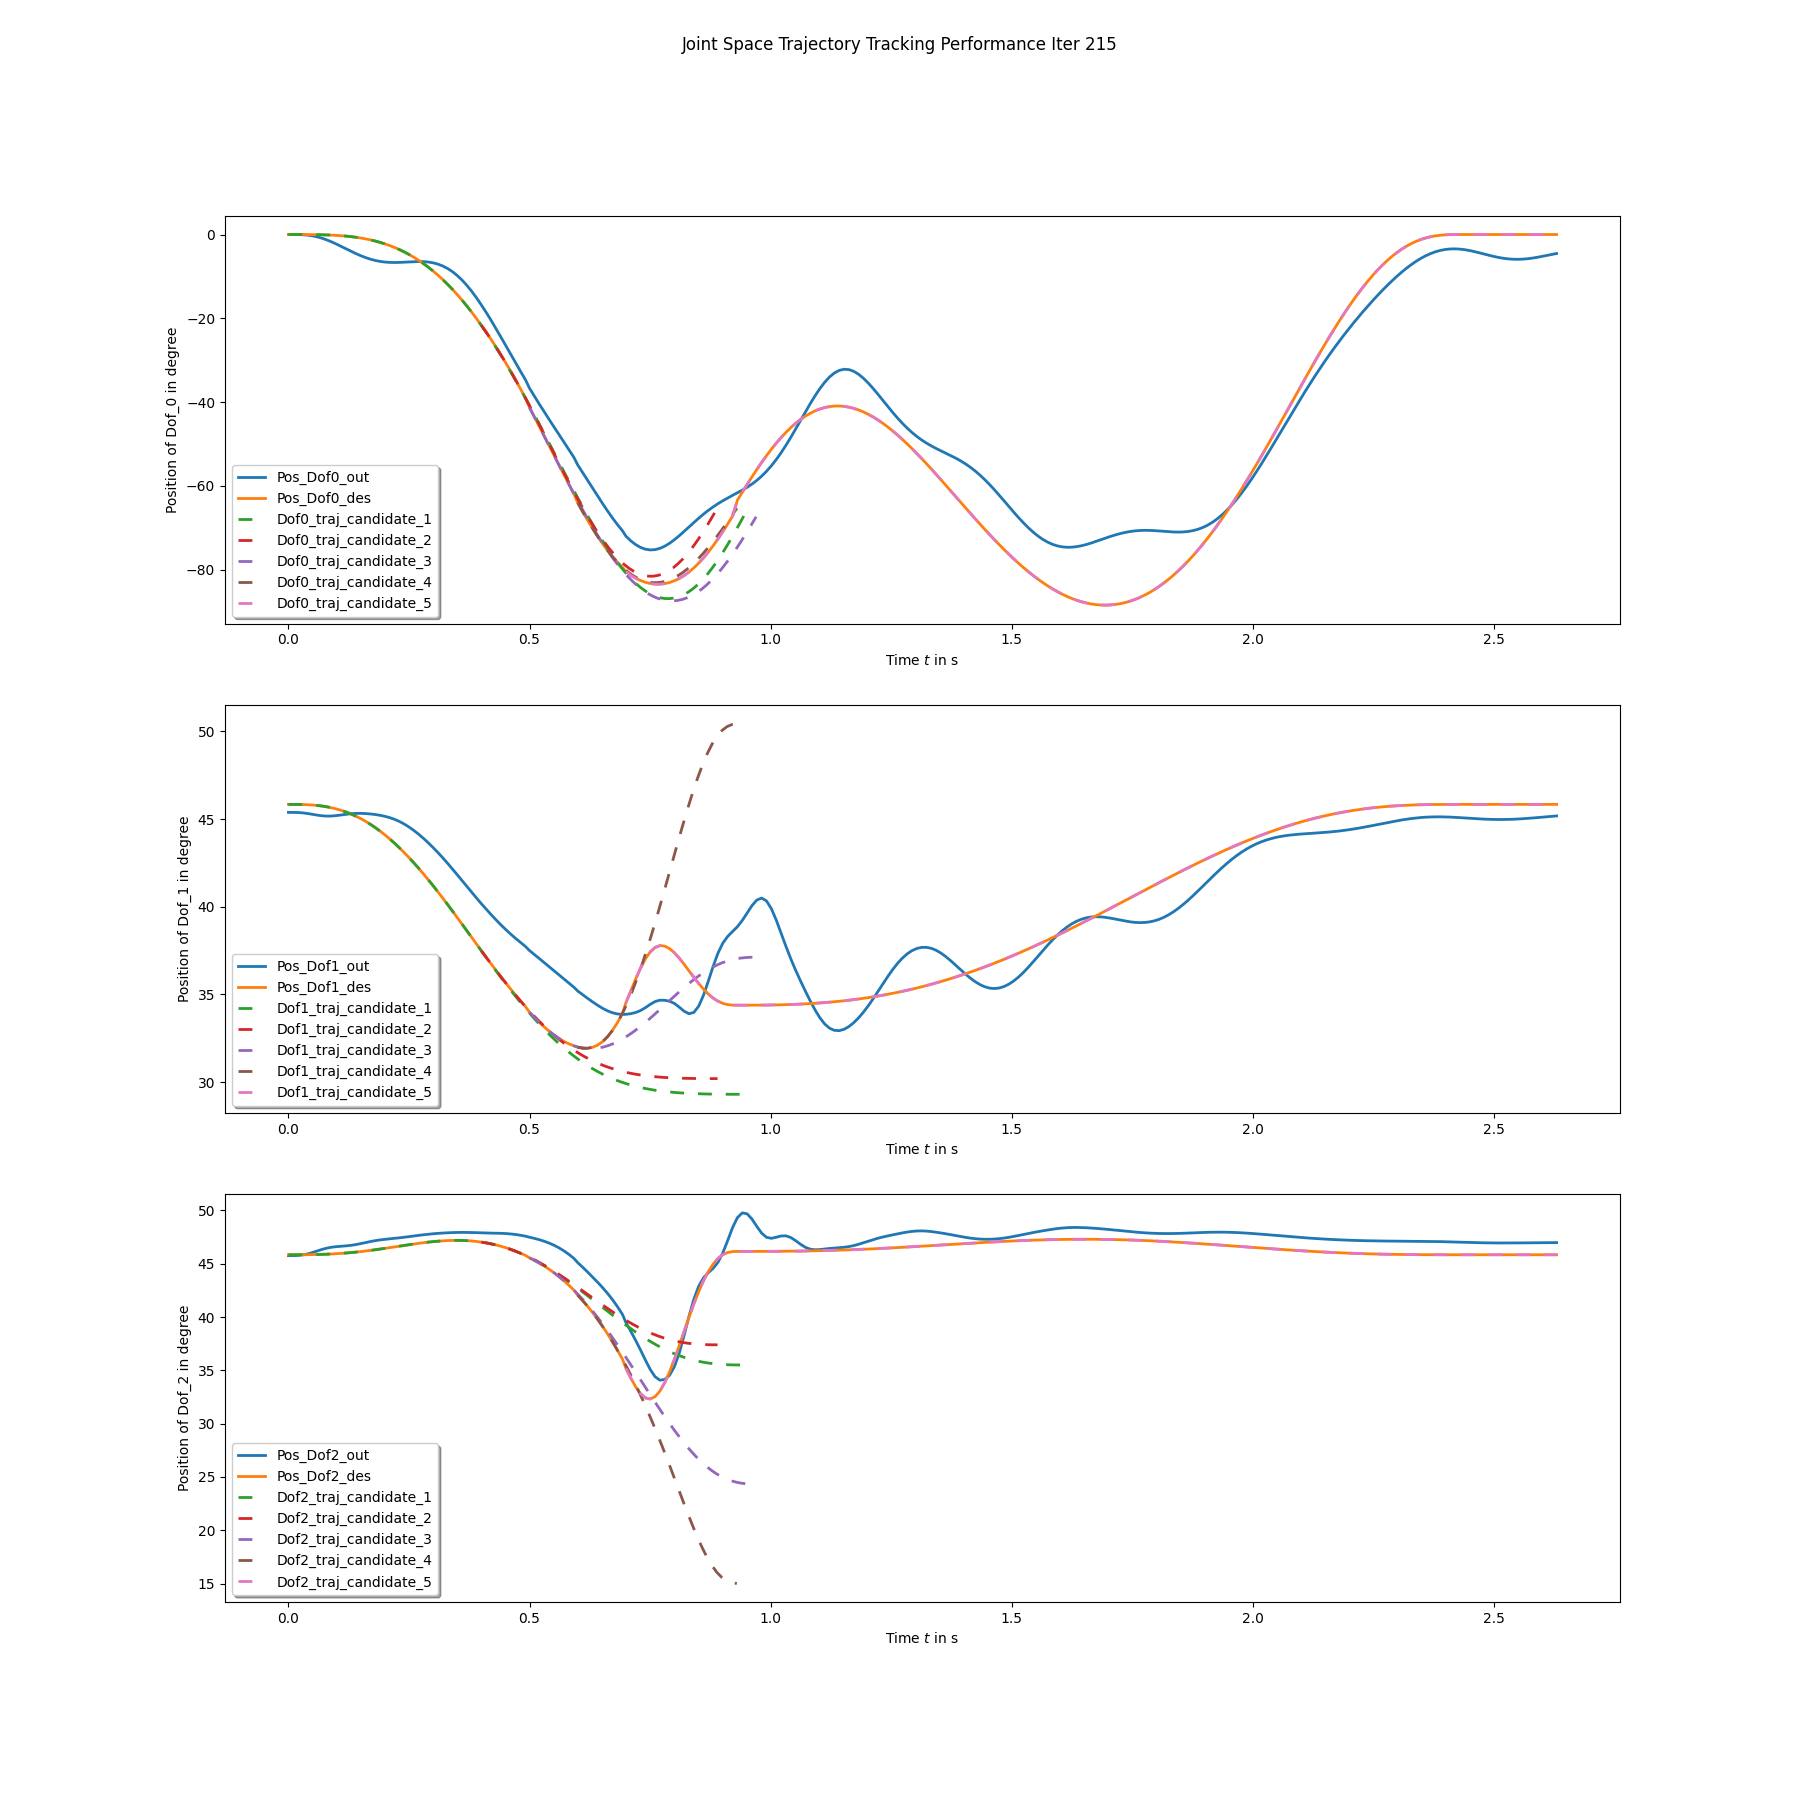 Joint Space Trajectory Tracking Performance Iter 215
0
−20
−40
−60
−80
Position of Dof_0 in degree
Pos_Dof0_out
Pos_Dof0_des
Dof0_traj_candidate_1
Dof0_traj_candidate_2
Dof0_traj_candidate_3
Dof0_traj_candidate_4
Dof0_traj_candidate_5
0.0 0.5 1.0 1.5 2.0 2.5
Time t in s
50
45
40
35
30
Position of Dof_1 in degree
Pos_Dof1_out
Pos_Dof1_des
Dof1_traj_candidate_1
Dof1_traj_candidate_2
Dof1_traj_candidate_3
Dof1_traj_candidate_4
Dof1_traj_candidate_5
0.0 0.5 1.0 1.5 2.0 2.5
Time t in s
50
45
40
35
30
25
20
15
Position of Dof_2 in degree
Pos_Dof2_out
Pos_Dof2_des
Dof2_traj_candidate_1
Dof2_traj_candidate_2
Dof2_traj_candidate_3
Dof2_traj_candidate_4
Dof2_traj_candidate_5
0.0 0.5 1.0 1.5 2.0 2.5
Time t in s